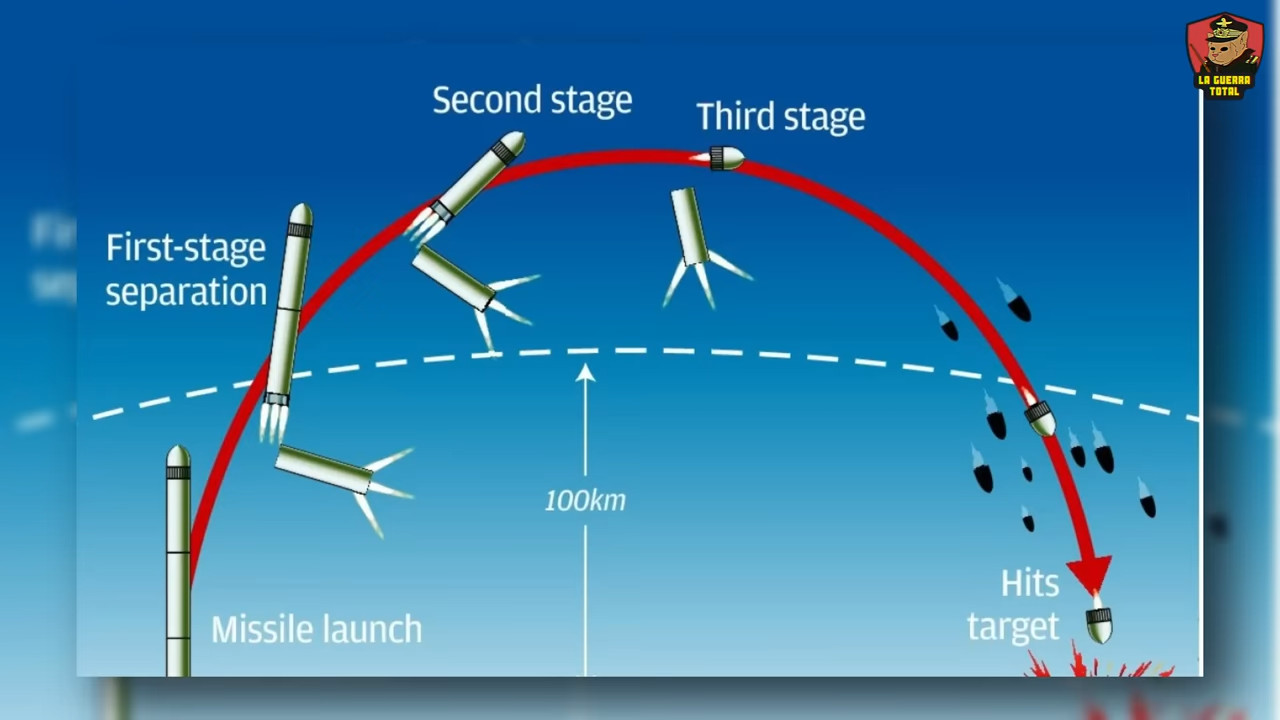 LA GUERRA
TOTAL
Second stage
Third stage
First-stage
separation
100km
Hits
target
Missile launch